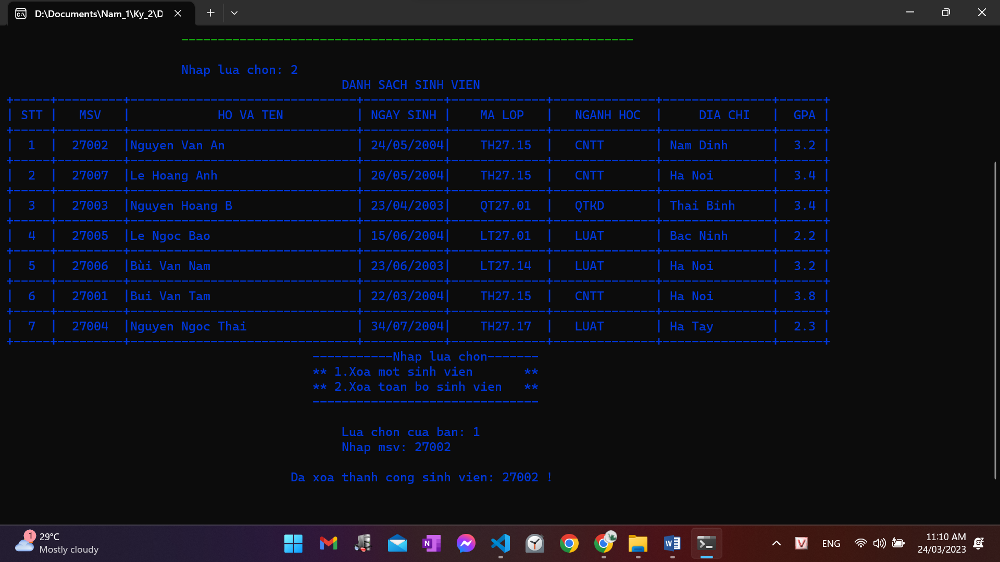 D:\Documents\Nam_1\Ky_2\D
------------------------------------------------------------
Nhap lua chon: 2
DANH SACH SINH VIEN
| STT | MSV | HO VA TEN | NGAY SINH | MA LOP | NGANH HOC | DIA CHI | GPA |
| 1 | 27002 |Nguyen Van An | 24/05/2004| TH27.15 | CNTT | Nam Dinh | 3.2 |
| 2 | 27007 |Le Hoang Anh | 20/05/2004| TH27.15 | CNTT | Ha Noi | 3.4 |
| 3 | 27003 |Nguyen Hoang B | 23/04/2003| QT27.01 | QTKD | Thai Binh | 3.4 |
| 4 | 27005 |Le Ngoc Bao | 15/06/2004| LT27.01 | LUAT | Bac Ninh | 2.2 |
| 5 | 27006 |Bùi Van Nam | 23/06/2003| LT27.14 | LUAT | Ha Noi | 3.2 |
| 6 | 27001 |Bui Van Tam | 22/03/2004| TH27.15 | CNTT | Ha Noi | 3.8 |
| 7 | 27004 |Nguyen Ngoc Thai | 34/07/2004| TH27.17 | LUAT | Ha Tay | 2.3 |
-----------Nhap lua chon-------
** 1.Xoa mot sinh vien **
** 2.Xoa toan bo sinh vien **
-------------------------------
Lua chon cua ban: 1
Nhap msv: 27002
Da xoa thanh cong sinh vien: 27002 !
1
29°C
Mostly cloudy
ENG
11:10 AM
24/03/2023